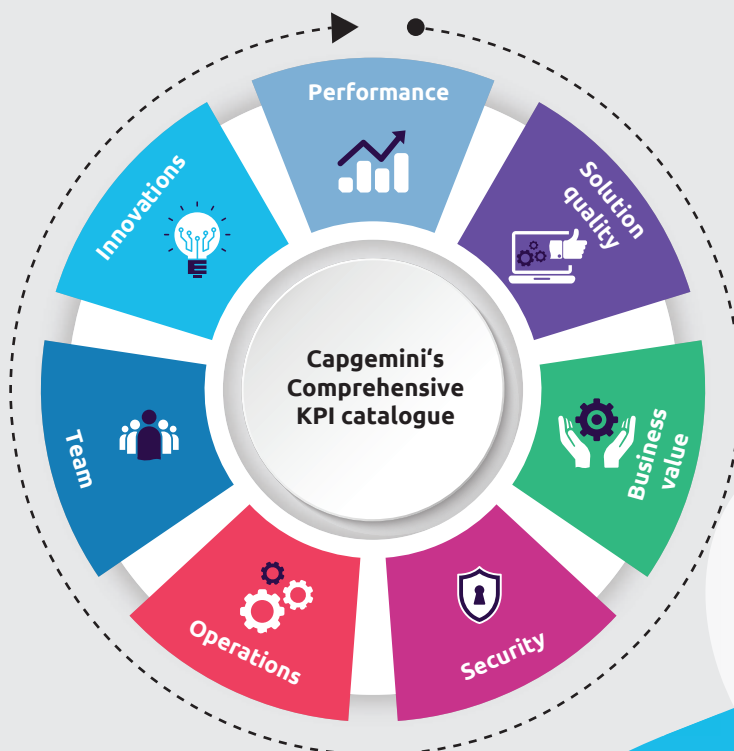 Performance
Solution
quality
Business
value
Security
Operations
Team
Innovations
Capgemini‘s
Comprehensive
KPI catalogue